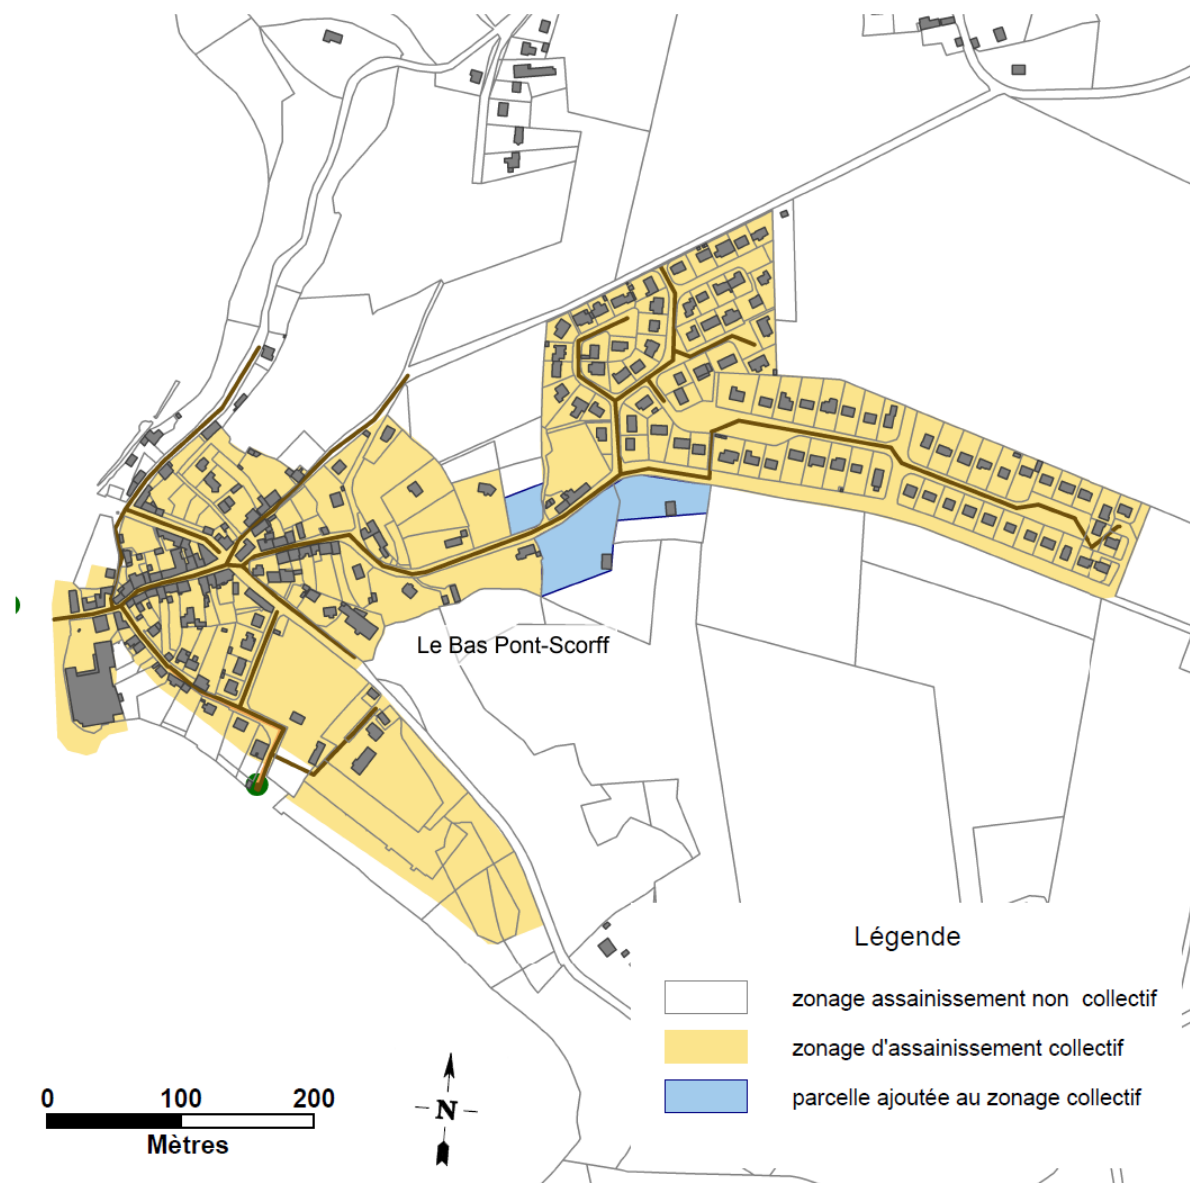 Le Bas Pont-Scorff
Légende
zonage assainissement non collectif
zonage d'assainissement collectif
parcelle ajoutée au zonage collectif
0 100 200
Mètres
N